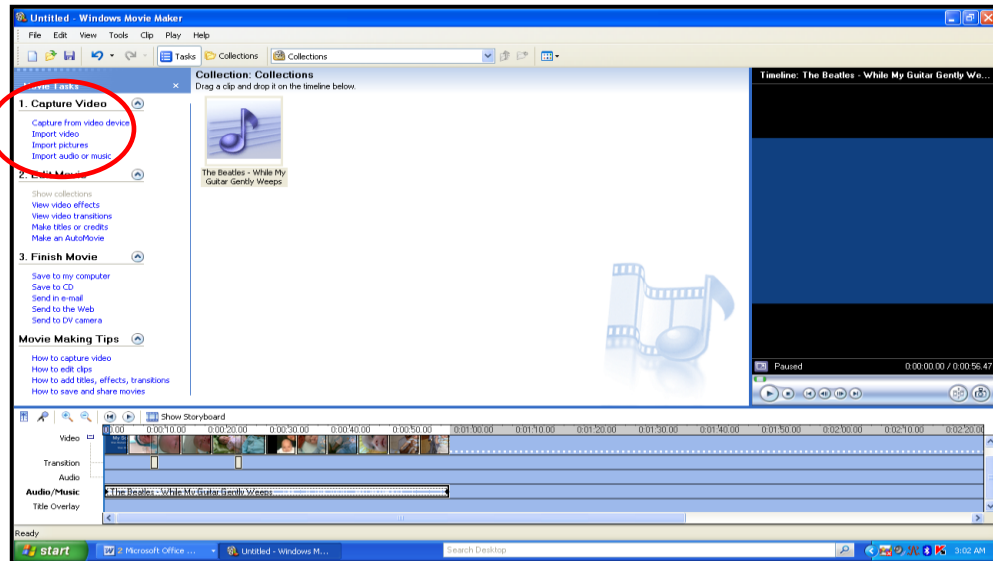 Untitled - Windows Movie Maker
File Edit View Tools Clip Play Help
Tasks Collections Collections
Movie Tasks
Collection: Collections
Drag a clip and drop it on the timeline below.
Timeline: The Beatles - While My Guitar Gently We...
1. Capture Video
Capture from video device
Import video
Import pictures
Import audio or music
2. Edit Movie
Show collections
View video effects
View video transitions
Make titles or credits
Make an AutoMovie
3. Finish Movie
Save to my computer
Save to CD
Send in e-mail
Send to the Web
Send to DV camera
Movie Making Tips
How to capture video
How to edit clips
How to add titles, effects, transitions
How to save and share movies
The Beatles - While My
Guitar Gently Weeps
Paused 0:00:00.00 / 0:00:56.47
Show Storyboard
0:00:10.00 0:00:20.00 0:00:30.00 0:00:40.00 0:00:50.00 0:01:00.00 0:01:10.00 0:01:20.00 0:01:30.00 0:01:40.00 0:01:50.00 0:02:00.00 0:02:10.00 0:02:20.00
Video
Transition
Audio
Audio/Music The Beatles - While My Guitar Gently Weeps
Title Overlay
Ready
start 2 Microsoft Office ... Untitled - Windows M... Search Desktop 3:02 AM